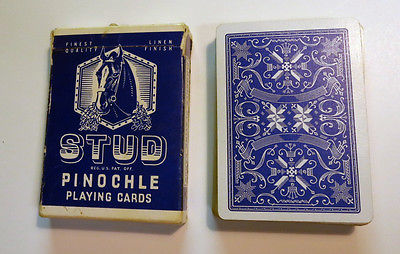 FINEST LINEN
QUALITY FINISH
STUD
REG. U.S. PAT. OFF.
PINOCHLE
PLAYING CARDS